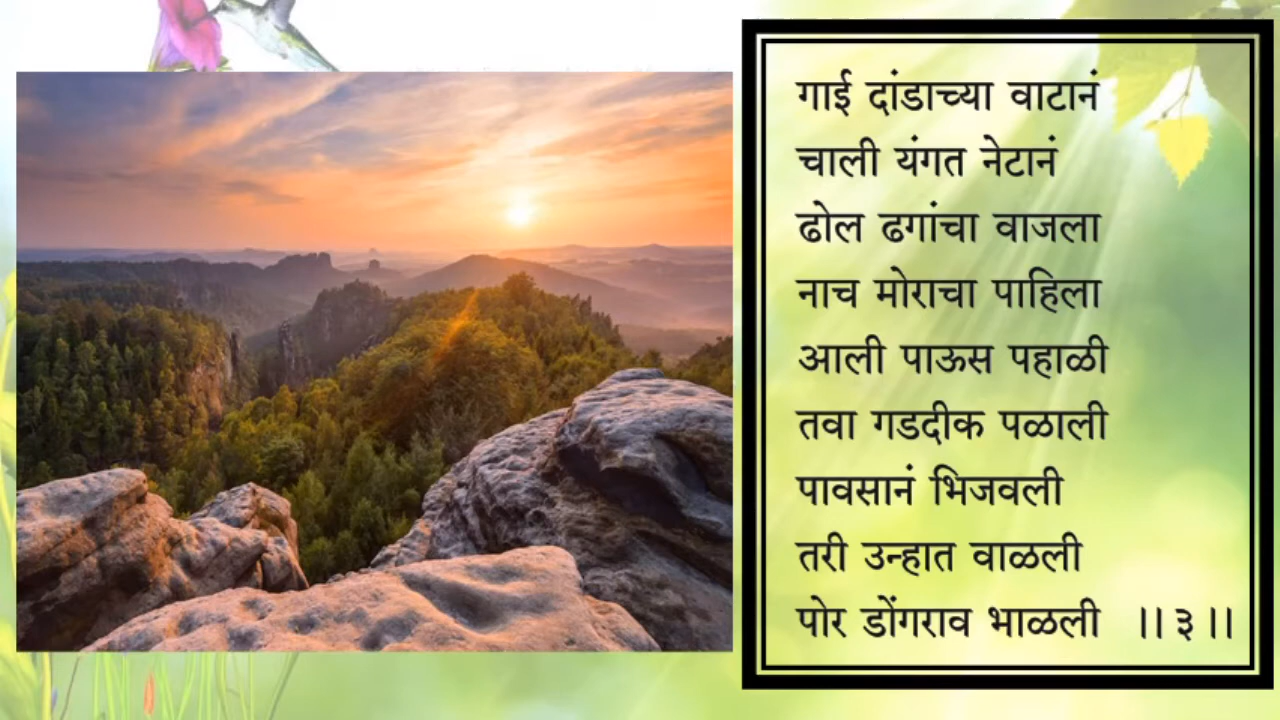 गाई दांडाच्या वाटानं
चाली यंगत नेटानं
ढोल ढगांचा वाजला
नाच मोराचा पाहिला
आली पाऊस पहाळी
तवा गडदीक पळाली
पावसानं भिजवली
तरी उन्हात वाळली
पोर डोंगराव भाळली ।।३।।